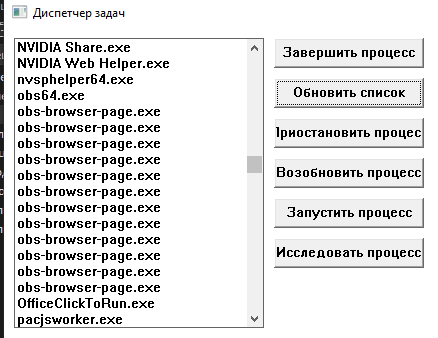 Диспетчер задач
NVIDIA Share.exe
NVIDIA Web Helper.exe
nvsphelper64.exe
obs64.exe
obs-browser-page.exe
obs-browser-page.exe
obs-browser-page.exe
obs-browser-page.exe
obs-browser-page.exe
obs-browser-page.exe
obs-browser-page.exe
obs-browser-page.exe
obs-browser-page.exe
obs-browser-page.exe
obs-browser-page.exe
obs-browser-page.exe
OfficeClickToRun.exe
pacjsworker.exe
Завершить процесс
Обновить список
Приостановить процес
Возобновить процесс
Запустить процесс
Исследовать процесс